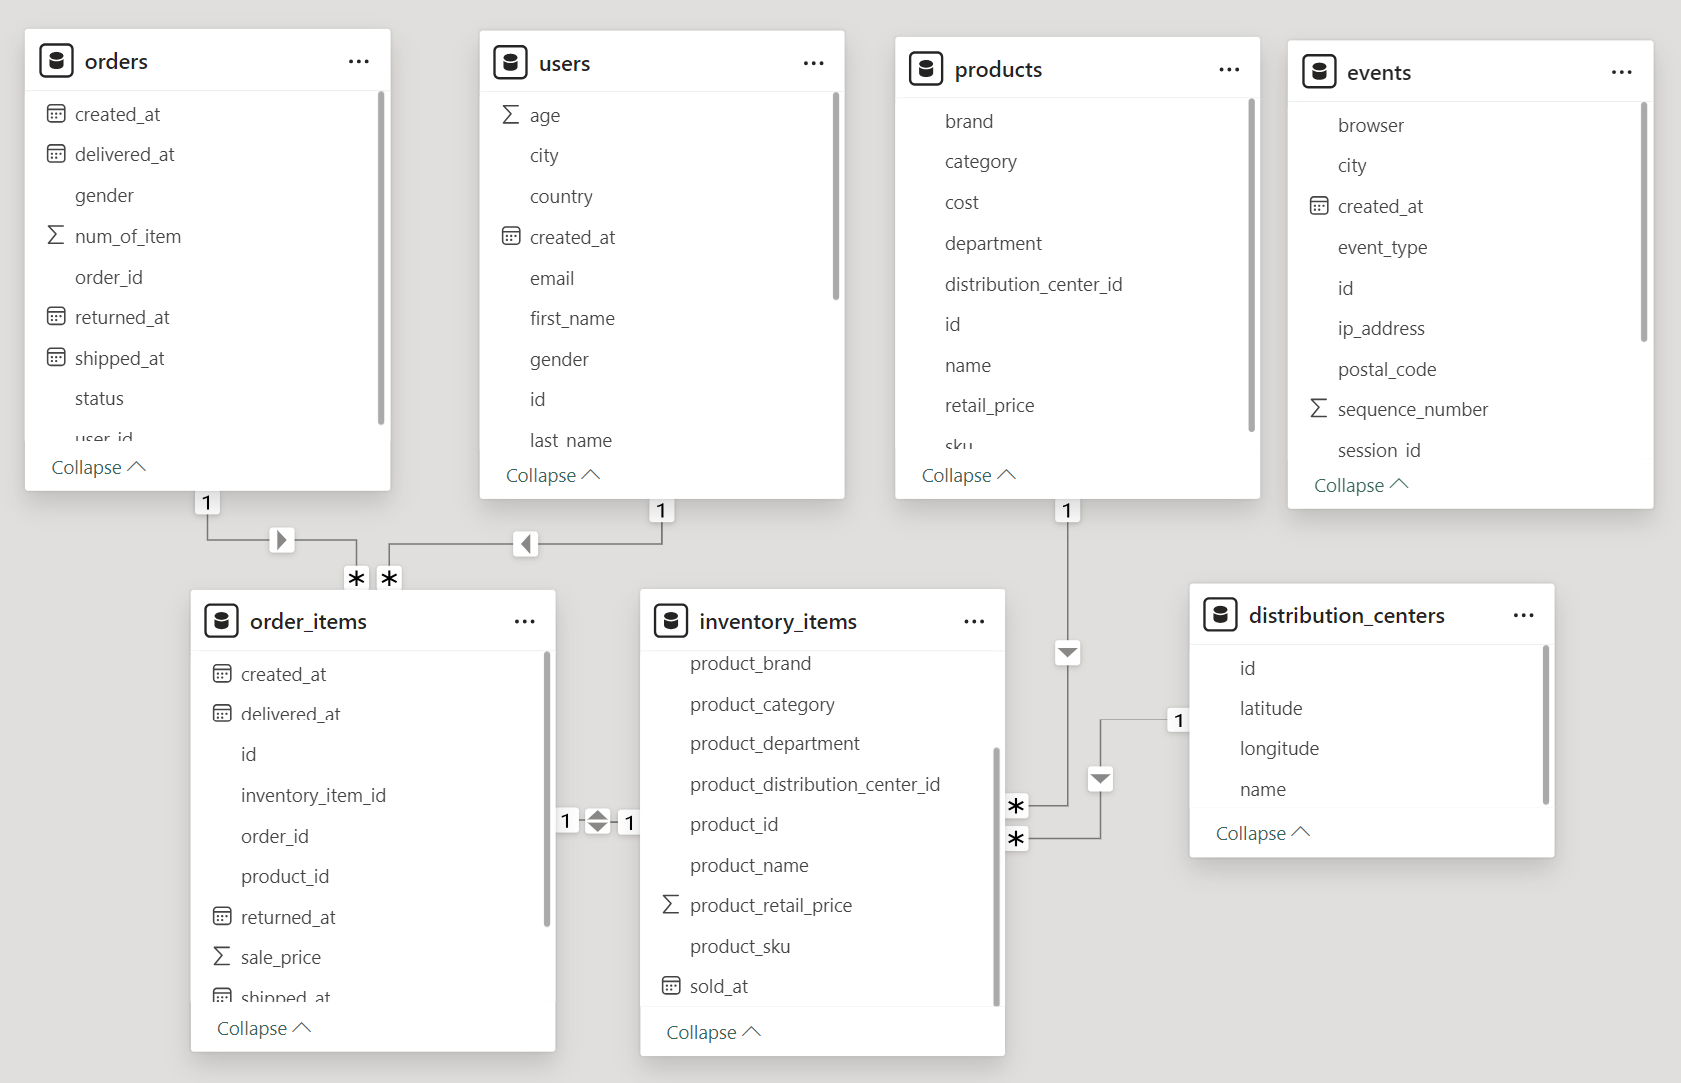 orders
created_at
delivered_at
gender
num_of_item
order_id
returned_at
shipped_at
status
user_id
Collapse
users
age
city
country
created_at
email
first_name
gender
id
last_name
Collapse
products
brand
category
cost
department
distribution_center_id
id
name
retail_price
sku
Collapse
events
browser
city
created_at
event_type
id
ip_address
postal_code
sequence_number
session_id
Collapse
1
1
1
*
*
order_items
created_at
delivered_at
id
inventory_item_id
order_id
product_id
returned_at
sale_price
shipped_at
Collapse
1
1
inventory_items
product_brand
product_category
product_department
product_distribution_center_id
product_id
product_name
product_retail_price
product_sku
sold_at
Collapse
*
*
1
distribution_centers
id
latitude
longitude
name
Collapse